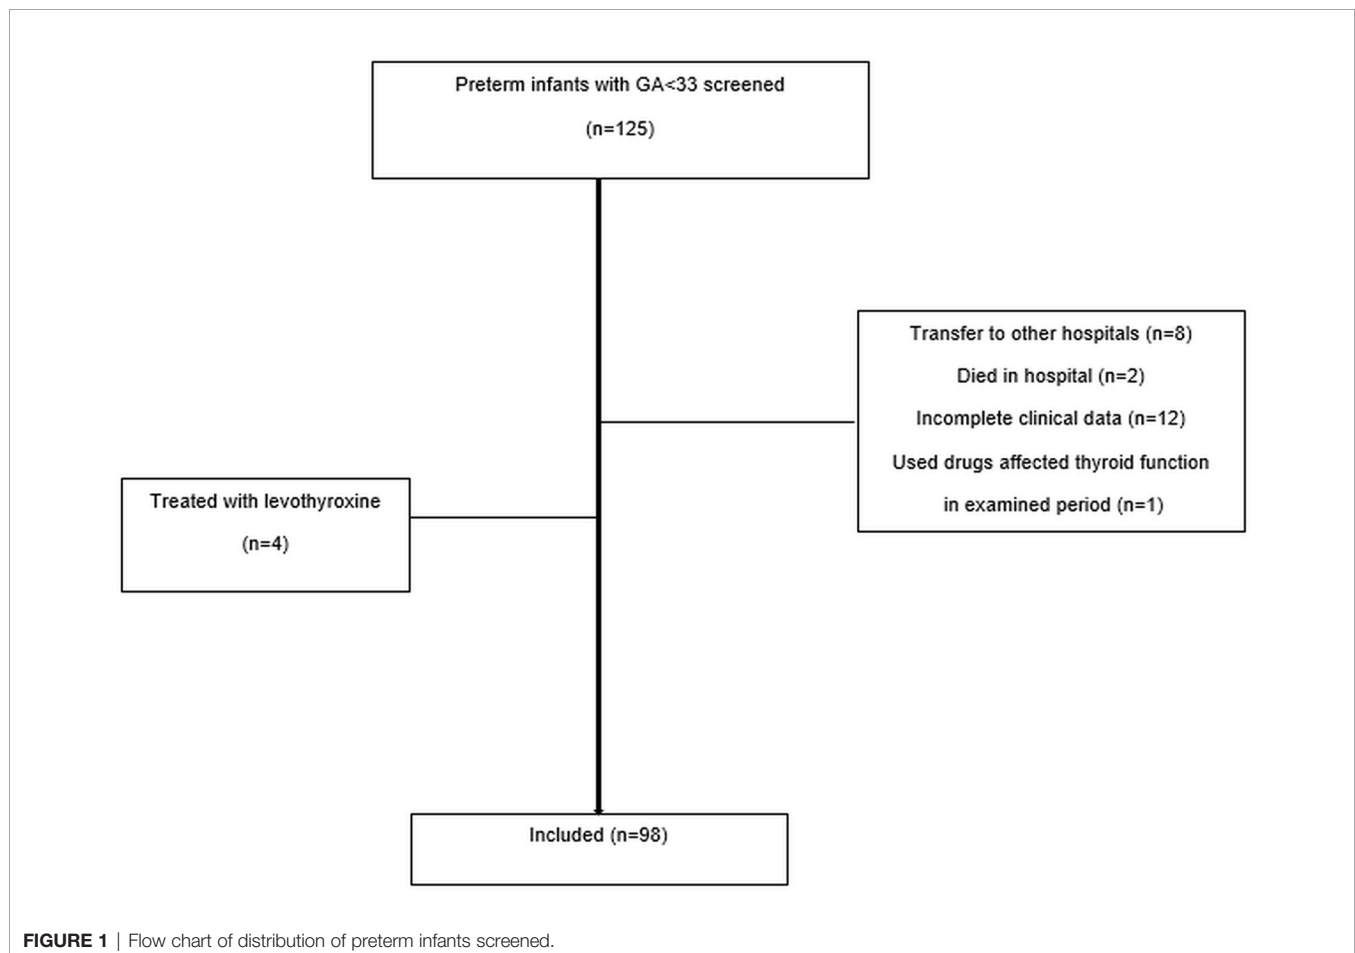 Preterm infants with GA<33 screened
(n=125)
Transfer to other hospitals (n=8)
Died in hospital (n=2)
Incomplete clinical data (n=12)
Used drugs affected thyroid function
in examined period (n=1)
Treated with levothyroxine
(n=4)
Included (n=98)
FIGURE 1 | Flow chart of distribution of preterm infants screened.